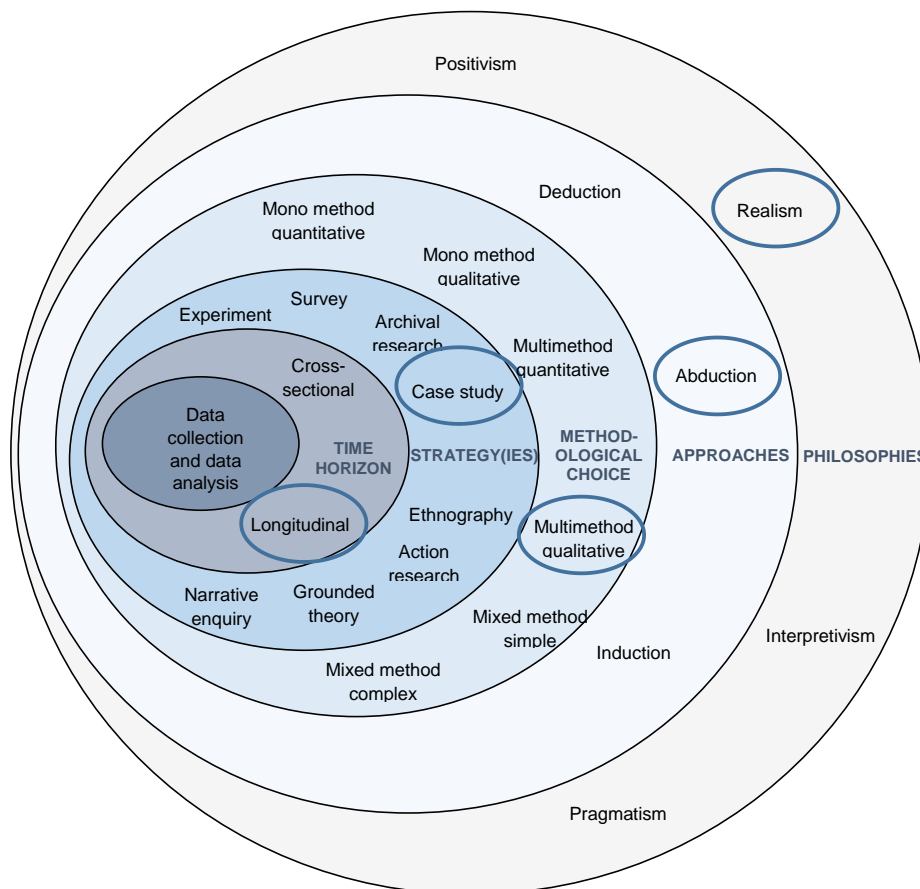 Positivism
Deduction
Realism
Mono method
quantitative
Mono method
qualitative
Survey
Experiment
Archival
research
Multimethod
quantitative
Cross-
sectional
Case study
Abduction
Data
collection
and data
analysis
TIME
HORIZON
STRATEGY(IES)
METHOD-
OLOGICAL
CHOICE
APPROACHES
PHILOSOPHIES
Longitudinal
Ethnography
Multimethod
qualitative
Action
research
Narrative
enquiry
Grounded
theory
Mixed method
simple
Interpretivism
Induction
Mixed method
complex
Pragmatism